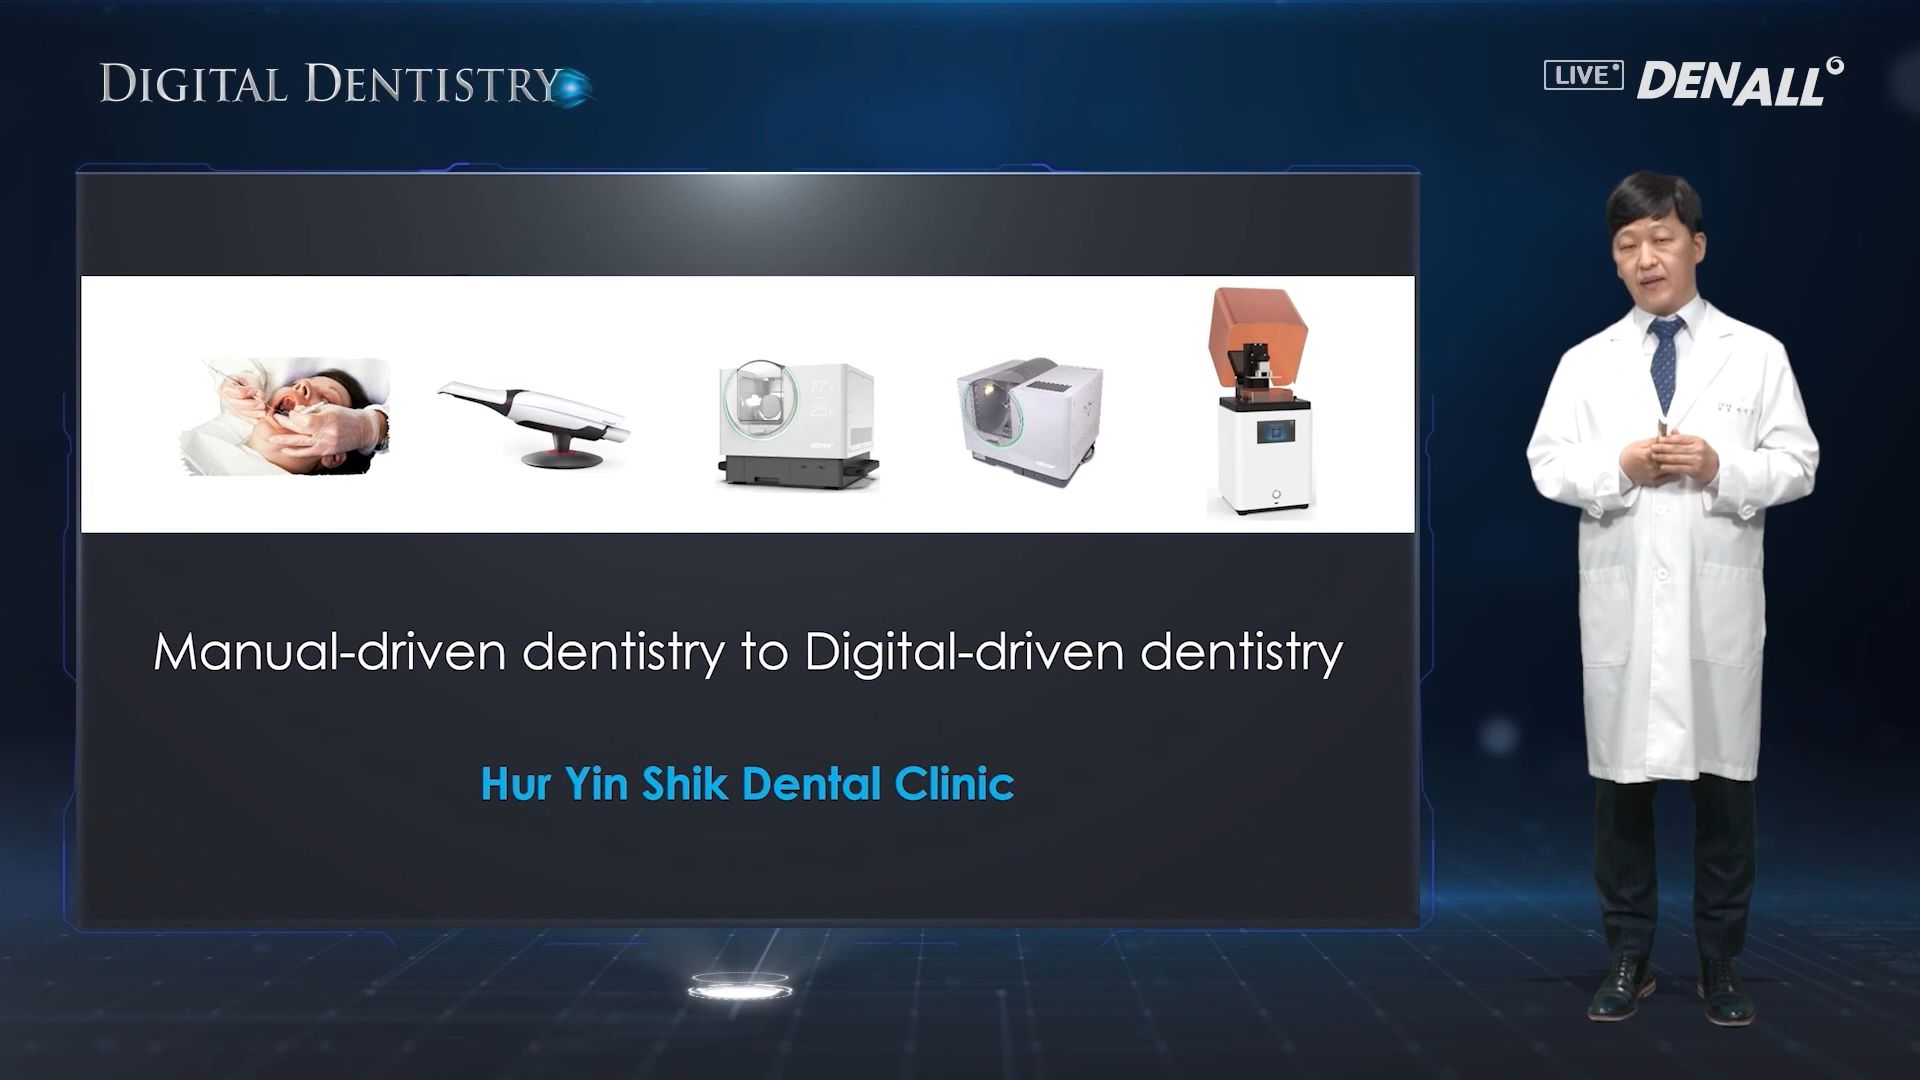 DIGITAL DENTISTRY
LIVE DENALL
Manual-driven dentistry to Digital-driven dentistry
Hur Yin Shik Dental Clinic